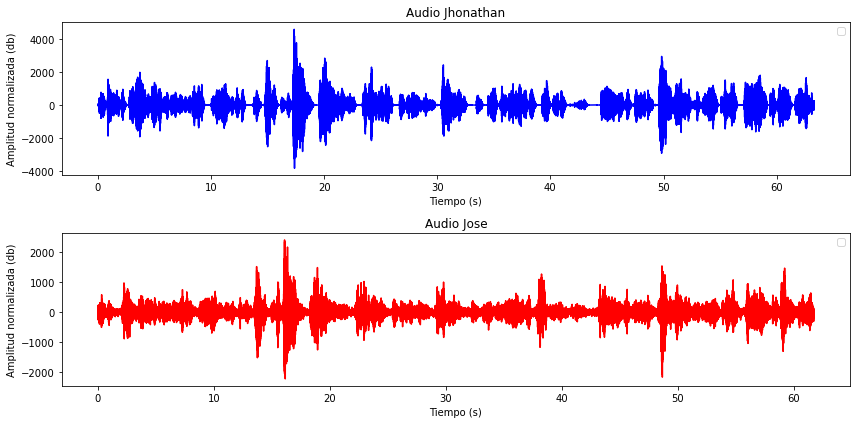 Audio Jhonathan
4000
2000
0
−2000
−4000
Amplitud normalizada (db)
0 10 20 30 40 50 60
Tiempo (s)
Audio Jose
2000
1000
0
−1000
−2000
Amplitud normalizada (db)
0 10 20 30 40 50 60
Tiempo (s)